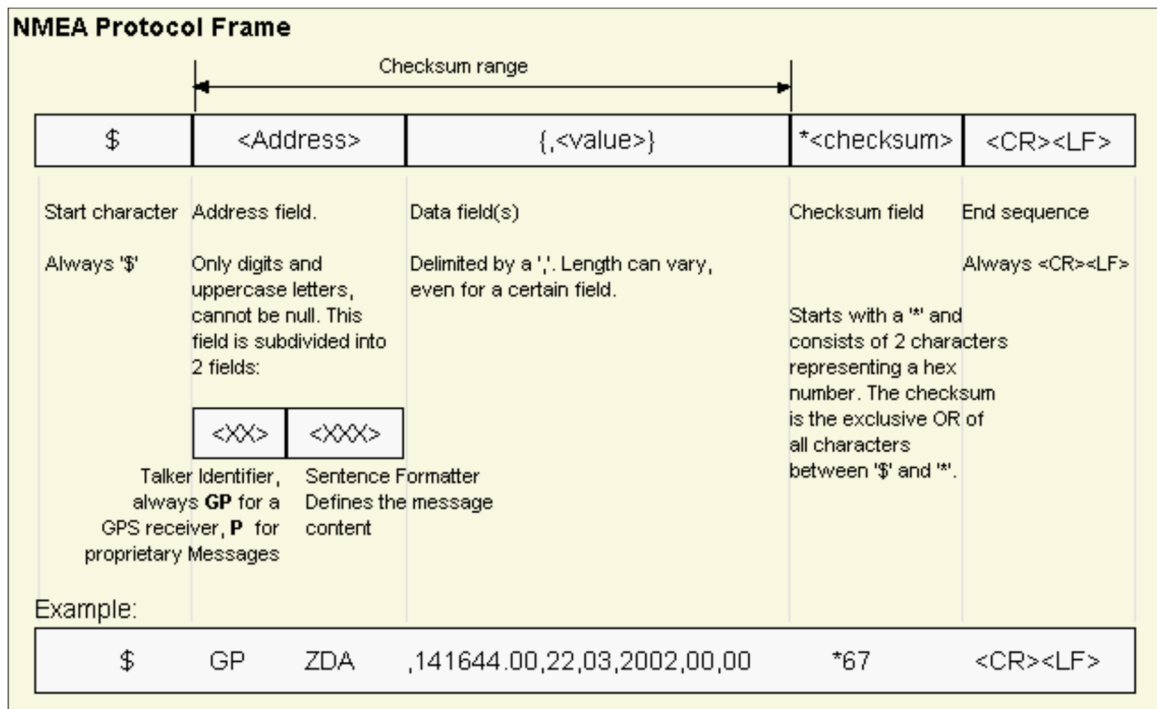 NMEA Protocol Frame
Checksum range
$ <Address> {,<value>} *<checksum> <CR><LF>
Start character
Always '$'
Address field.
Only digits and
uppercase letters,
cannot be null. This
field is subdivided into
2 fields:
<XX> <XXX>
Talker Identifier,
always GP for a
GPS receiver, P for
proprietary Messages
Sentence Formatter
Defines the message
content
Data field(s)
Delimited by a ','. Length can vary,
even for a certain field.
Checksum field
Starts with a '*' and
consists of 2 characters
representing a hex
number. The checksum
is the exclusive OR of
all characters
between '$' and '*'.
End sequence
Always <CR><LF>
Example:
$ GP ZDA ,141644.00,22,03,2002,00,00 *67 <CR><LF>